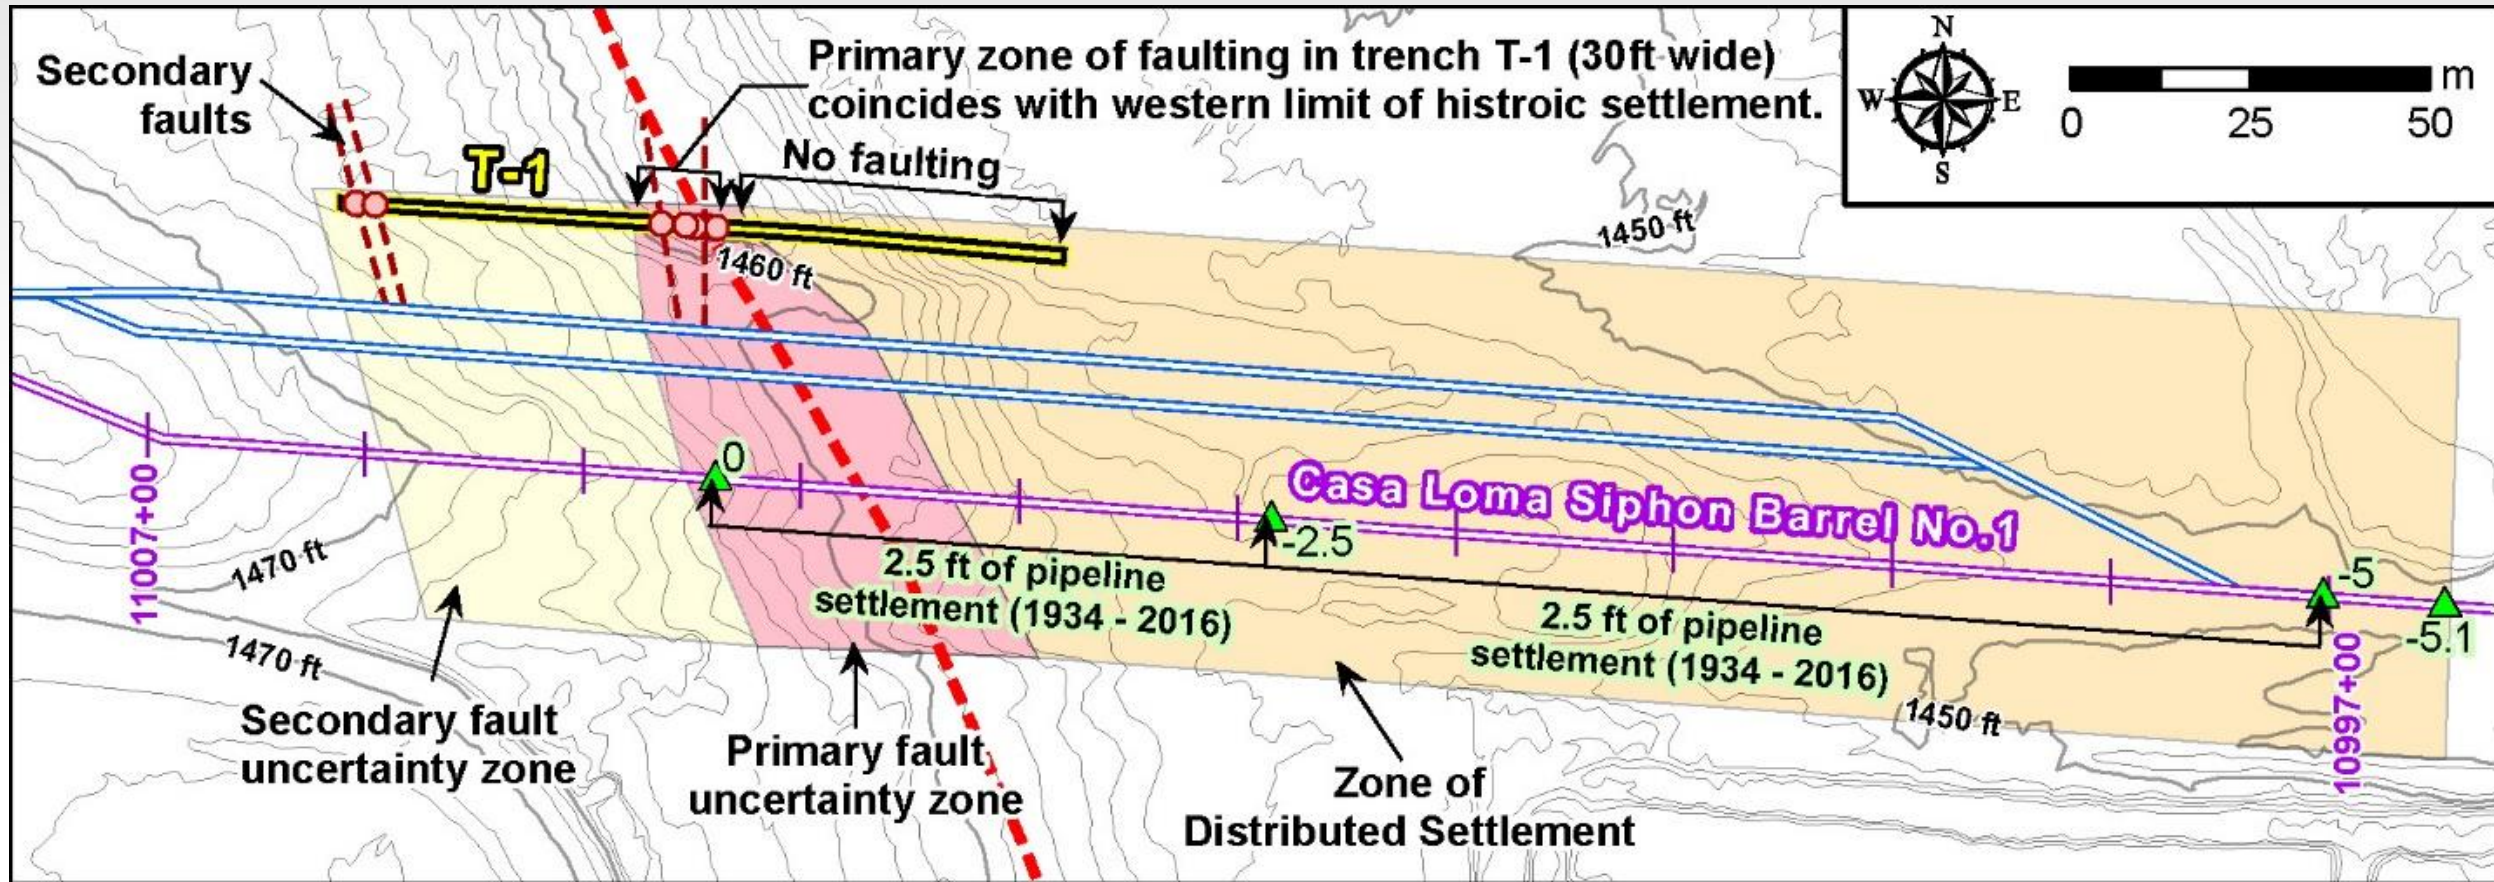 Secondary
faults
Primary zone of faulting in trench T-1 (30ft wide)
coincides with western limit of histroic settlement.
N
W
E
S
m
0
25
50
T-1
No faulting
1460 ft
1450 ft
11007+00
0
Casa Loma Siphon Barrel No.1
-2.5
-5
-5.1
1470 ft
2.5 ft of pipeline
settlement (1934 - 2016)
2.5 ft of pipeline
settlement (1934 - 2016)
1470 ft
10997+00
1450 ft
Secondary fault
uncertainty zone
Primary fault
uncertainty zone
Zone of
Distributed Settlement